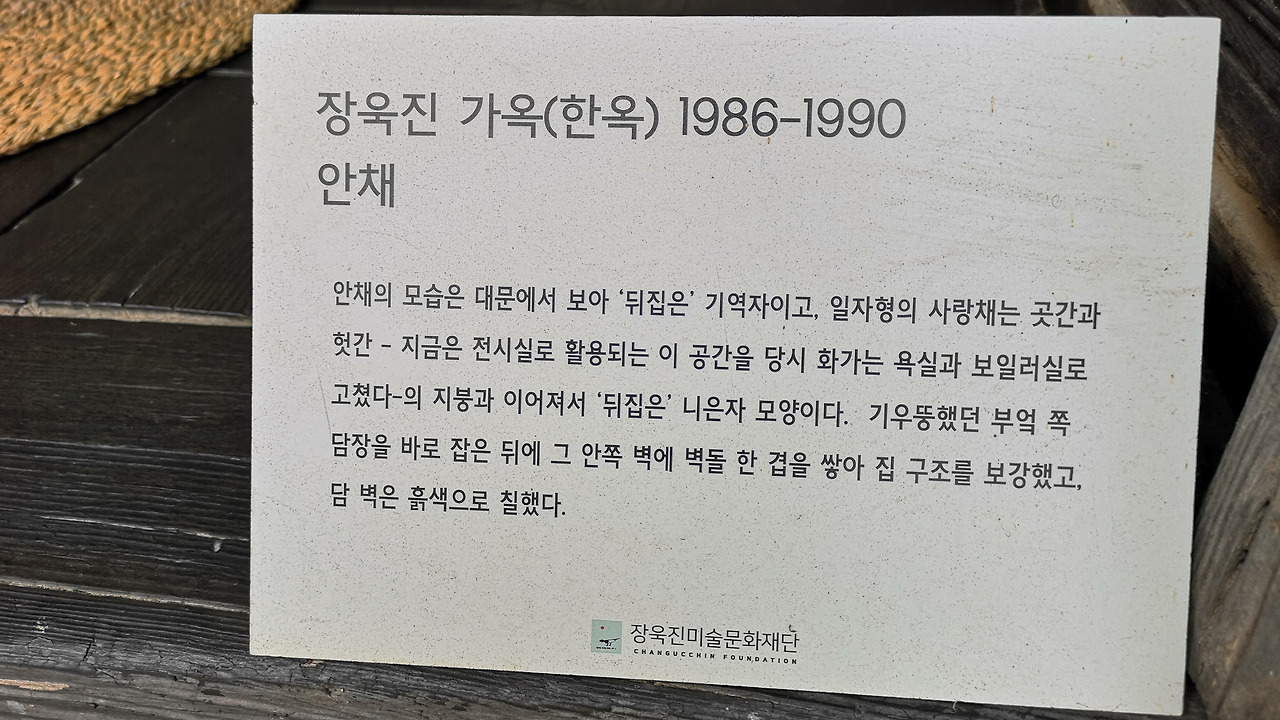 장욱진 가옥(한옥) 1986-1990
안채
안채의 모습은 대문에서 보아 ‘뒤집은’ 기역자이고, 일자형의 사랑채는 곳간과
헛간 - 지금은 전시실로 활용되는 이 공간을 당시 화가는 욕실과 보일러실로
고쳤다-의 지붕과 이어져서 ‘뒤집은’ 니은자 모양이다. 기우뚱했던 부엌 쪽
담장을 바로 잡은 뒤에 그 안쪽 벽에 벽돌 한 겹을 쌓아 집 구조를 보강했고,
담 벽은 흙색으로 칠했다.
장욱진미술문화재단
CHANGUCCHIN FOUNDATION